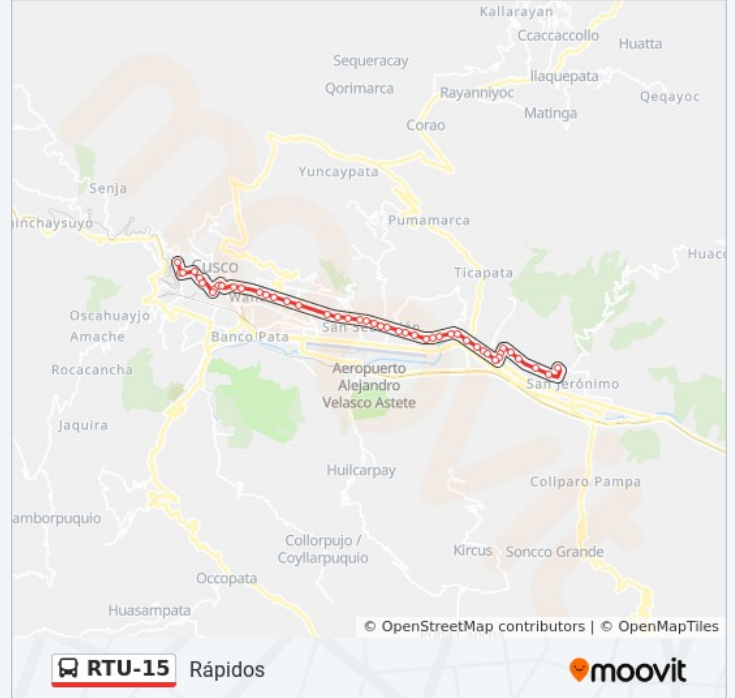 Kallarayan
Ccaccaccollo
Huatta
Sequeracay
Ilaquepata
Qorimarca
Rayanniyoc
Qeqayoc
Matinga
Corao
Yuncaypata
Senja
Pumamarca
inchaysuyo
Huaco
Cusco
Ticapata
Wan
Oscahuayjo
San Sebastián
Amache
Banco Pata
Rocacancha
Aeropuerto
Alejandro
Velasco Astete
San Jerónimo
Jaquira
Huilcarpay
Collparo Pampa
amborpuquio
Collorpujo /
Coyllarpuquio
Kircus
Soncco Grande
Occopata
Huasampata
© OpenStreetMap contributors | © OpenMapTiles
RTU-15 Rápidos
moovit